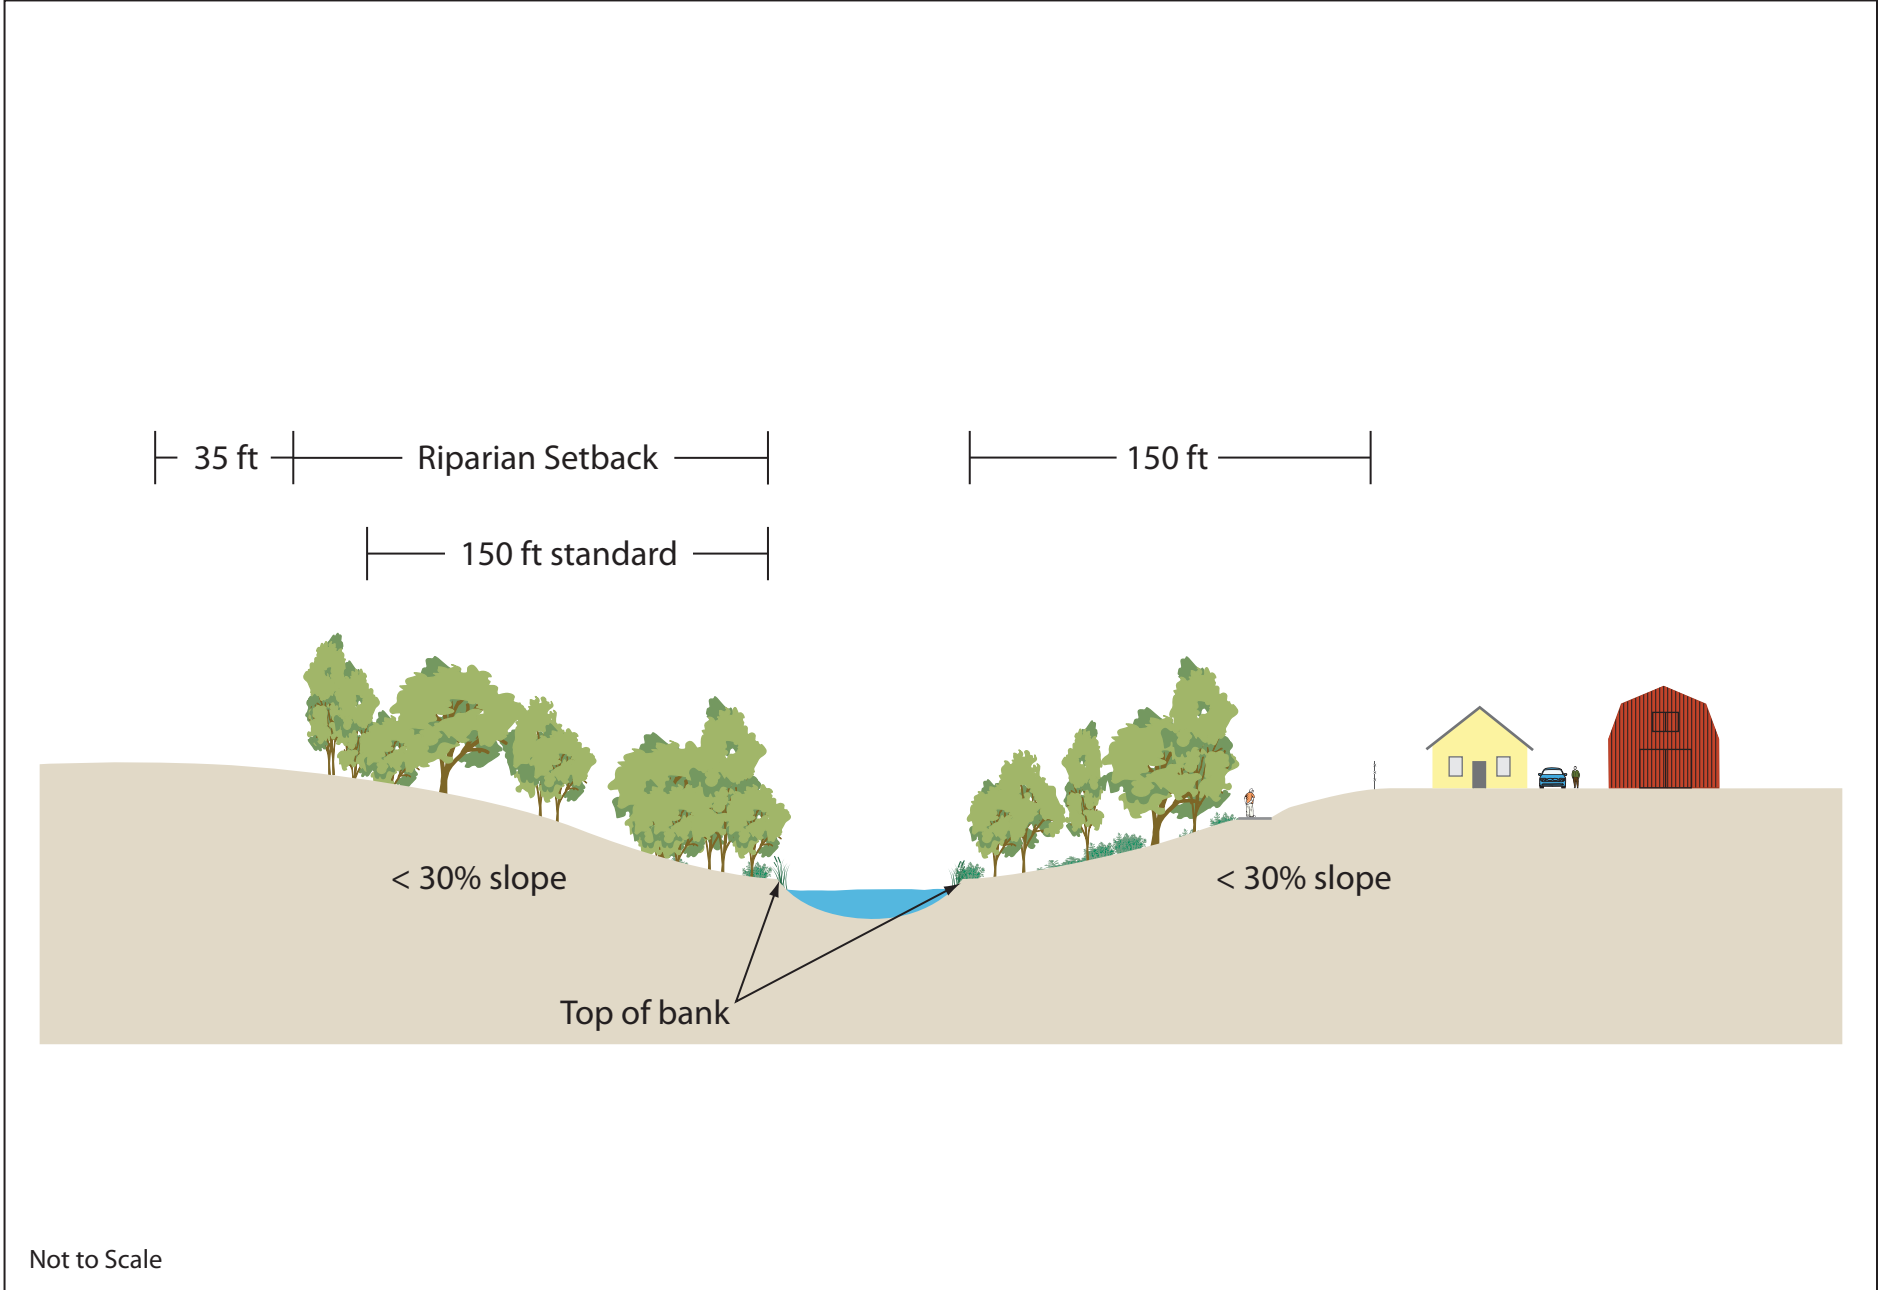 35 ft
Riparian Setback
150 ft
150 ft standard
< 30% slope
< 30% slope
Top of bank
Not to Scale